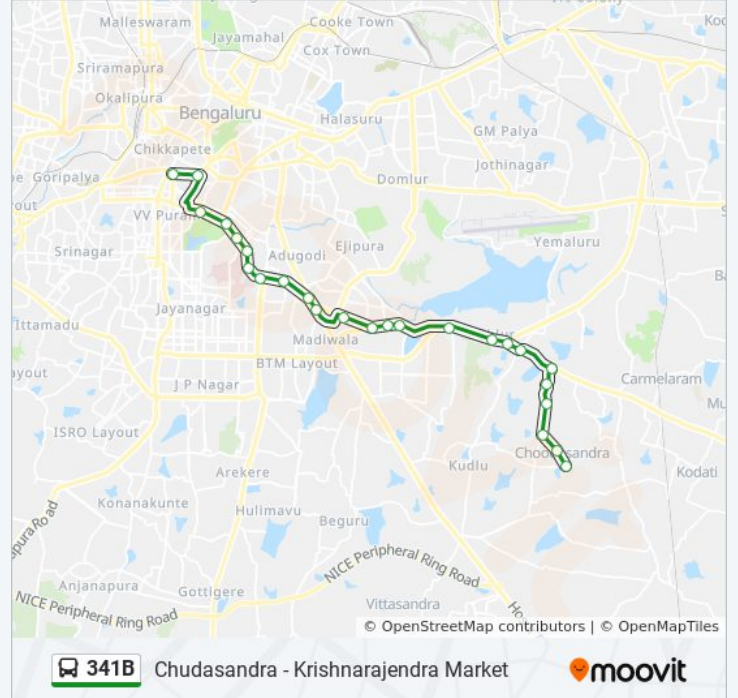 Malleswaram
Cooke Town
Jayamahal
Cox Town
Sriramapura
Okalipura
Bengaluru
Halasuru
GM Palya
Chikkapete
Jothinagar
Goripalya
Domlur
VV Puram
Yemaluru
Ejipura
Srinagar
Adugodi
Jayanagar
Ittamadu
Madiwala
BTM Layout
Carmelaram
J P Nagar
ISRO Layout
Choodasandra
Kudlu
Kodati
Arekere
Konanakunte
Hulimavu
Beguru
NICE Peripheral Ring Road
Anjanapura
Gottigere
NICE Peripheral Ring Road
Vittasandra
© OpenStreetMap contributors | © OpenMapTiles
341B Chudasandra - Krishnarajendra Market
moovit